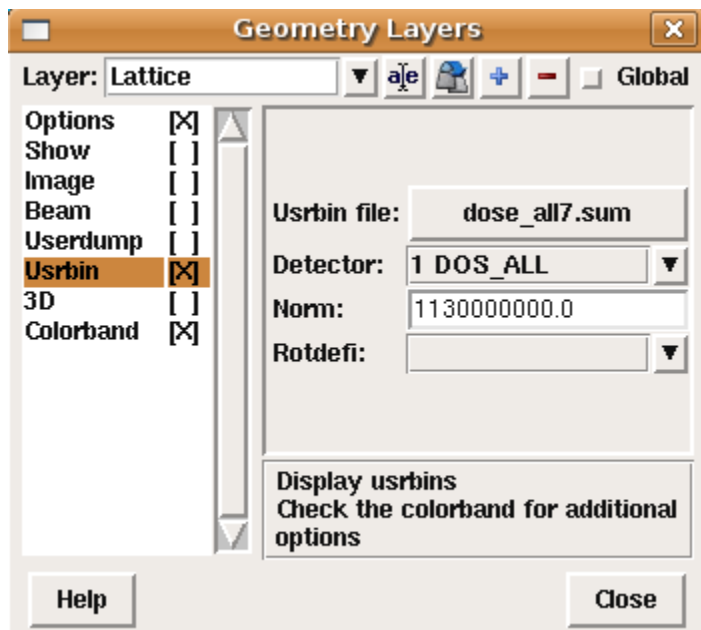 Geometry Layers
Layer: Lattice a|e Global
Options [X]
Show [ ]
Image [ ]
Beam [ ]
Userdump [ ]
Usrbin [X]
3D [ ]
Colorband [X]
Usrbin file: dose_all7.sum
Detector: 1 DOS_ALL
Norm: 1130000000.0
Rotdefi:
Display usrbins
Check the colorband for additional
options
Help Close